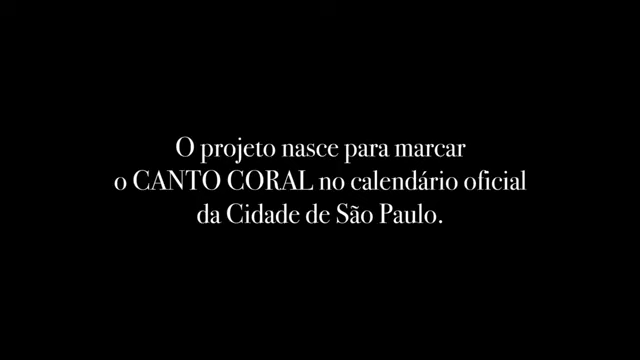 O projeto nasce para marcar
o CANTO CORAL no calendário oficial
da Cidade de São Paulo.